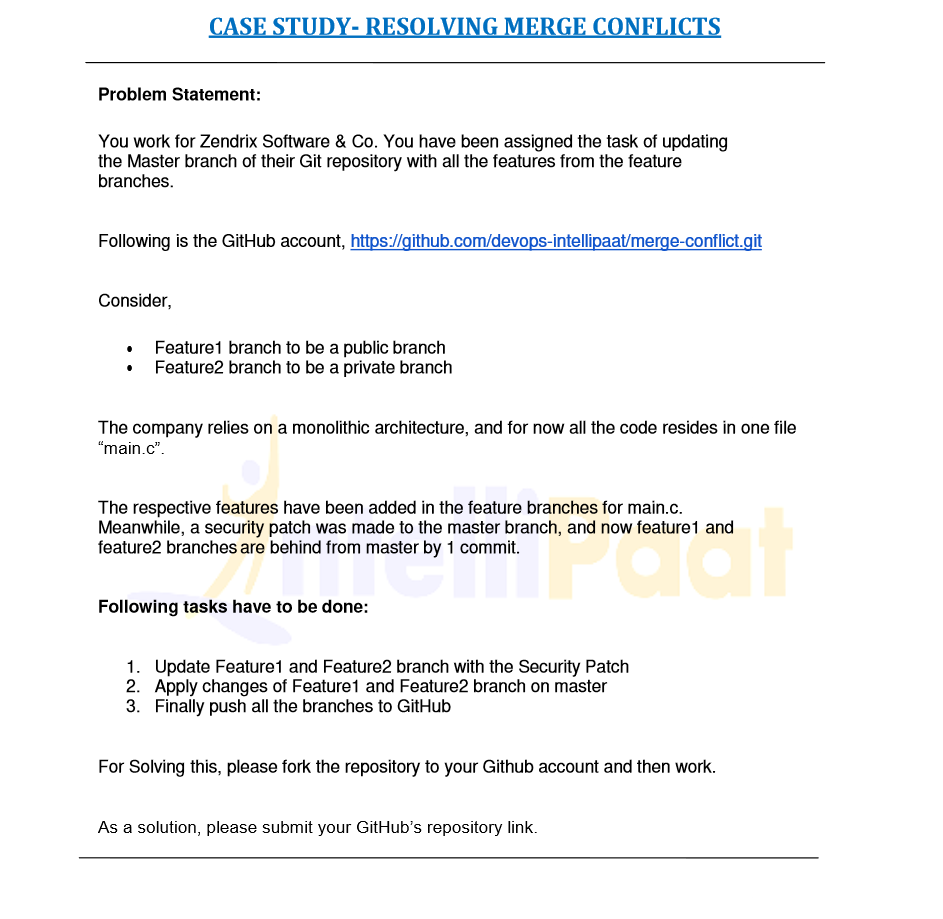 CASE STUDY- RESOLVING MERGE CONFLICTS
Problem Statement:
You work for Zendrix Software & Co. You have been assigned the task of updating
the Master branch of their Git repository with all the features from the feature
branches.
Following is the GitHub account, https://github.com/devops-intellipaat/merge-conflict.git
Consider,
• Feature1 branch to be a public branch
• Feature2 branch to be a private branch
The company relies on a monolithic architecture, and for now all the code resides in one file
“main.c”.
The respective features have been added in the feature branches for main.c.
Meanwhile, a security patch was made to the master branch, and now feature1 and
feature2 branches are behind from master by 1 commit.
intelliPaat
Following tasks have to be done:
1. Update Feature1 and Feature2 branch with the Security Patch
2. Apply changes of Feature1 and Feature2 branch on master
3. Finally push all the branches to GitHub
For Solving this, please fork the repository to your Github account and then work.
As a solution, please submit your GitHub’s repository link.